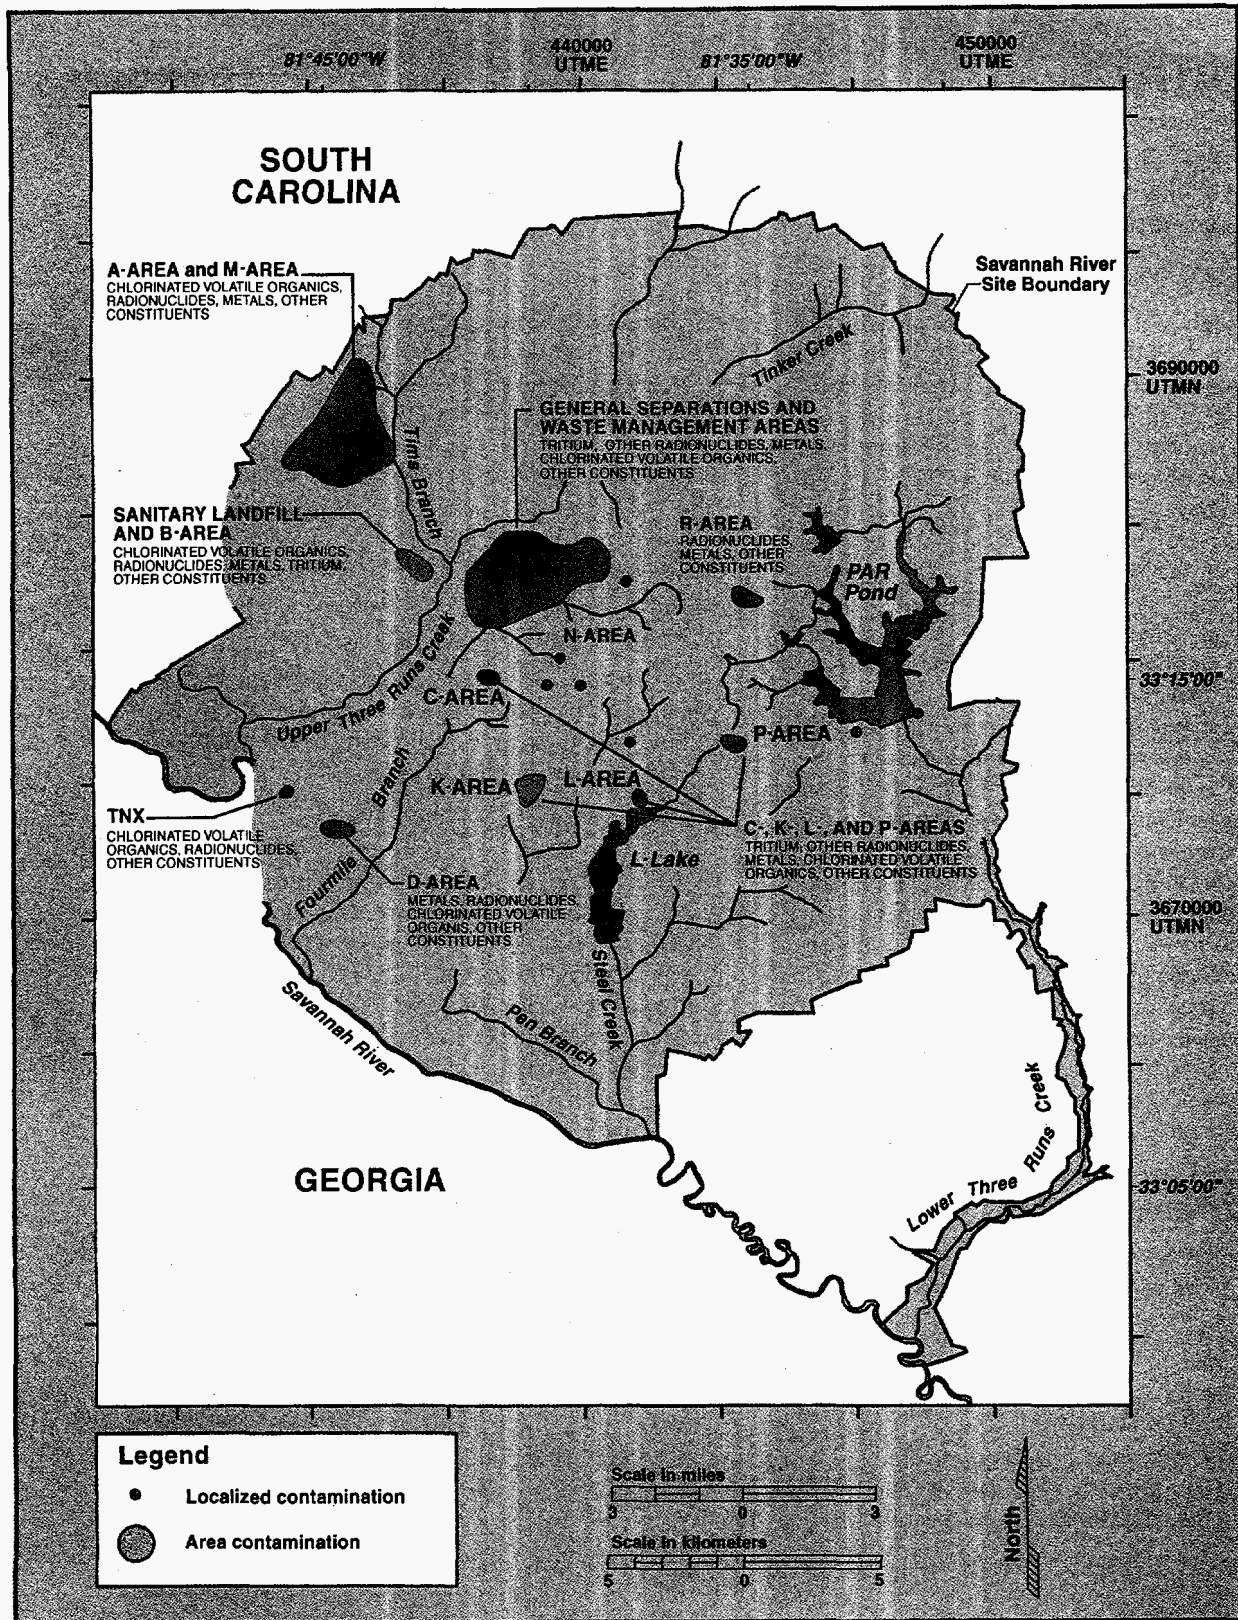 81°45'00"W
440000
UTME
81°35'00"W
450000
UTME
SOUTH
CAROLINA
A-AREA and M-AREA
CHLORINATED VOLATILE ORGANICS,
RADIONUCLIDES, METALS, OTHER
CONSTITUENTS
Savannah River
Site Boundary
Tinker Creek
3690000
UTMN
GENERAL SEPARATIONS AND
WASTE MANAGEMENT AREAS
TRITIUM, OTHER RADIONUCLIDES, METALS,
CHLORINATED VOLATILE ORGANICS,
OTHER CONSTITUENTS
Tims Branch
SANITARY LANDFILL
AND B-AREA
CHLORINATED VOLATILE ORGANICS,
RADIONUCLIDES, METALS, TRITIUM,
OTHER CONSTITUENTS
R-AREA
RADIONUCLIDES,
METALS, OTHER
CONSTITUENTS
PAR
Pond
N-AREA
Upper Three Runs Creek
C-AREA
33°15'00"
P-AREA
K-AREA
L-AREA
TNX
CHLORINATED VOLATILE
ORGANICS, RADIONUCLIDES,
OTHER CONSTITUENTS
C-, K-, L-, AND P-AREAS
TRITIUM, OTHER RADIONUCLIDES,
METALS, CHLORINATED VOLATILE
ORGANICS, OTHER CONSTITUENTS
L-Lake
Fourmile Branch
D-AREA
METALS, RADIONUCLIDES,
CHLORINATED VOLATILE
ORGANIS, OTHER
CONSTITUENTS
3670000
UTMN
Steel Creek
Savannah River
Pen Branch
Lower Three Runs Creek
GEORGIA
33°05'00"
Legend
Localized contamination
Area contamination
Scale in miles
3 0 3
Scale in kilometers
5 0 5
North